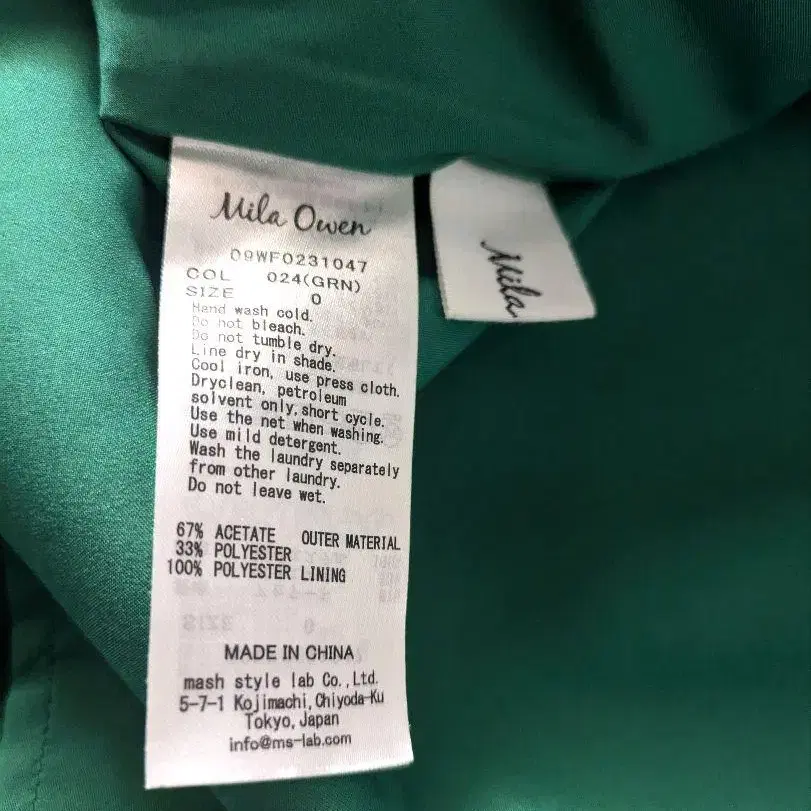 Mila Owen
09WF0231047
COL 024(GRN)
SIZE 0
Hand wash cold.
Do not bleach.
Do not tumble dry.
Line dry in shade.
Cool iron, use press cloth.
Dryclean, petroleum
solvent only, short cycle.
Use the net when washing.
Use mild detergent.
Wash the laundry separately
from other laundry.
Do not leave wet.
67% ACETATE OUTER MATERIAL
33% POLYESTER
100% POLYESTER LINING
MADE IN CHINA
mash style lab Co.,Ltd.
5-7-1 Kojimachi, Chiyoda-Ku
Tokyo, Japan
info@ms-lab.com
Mila